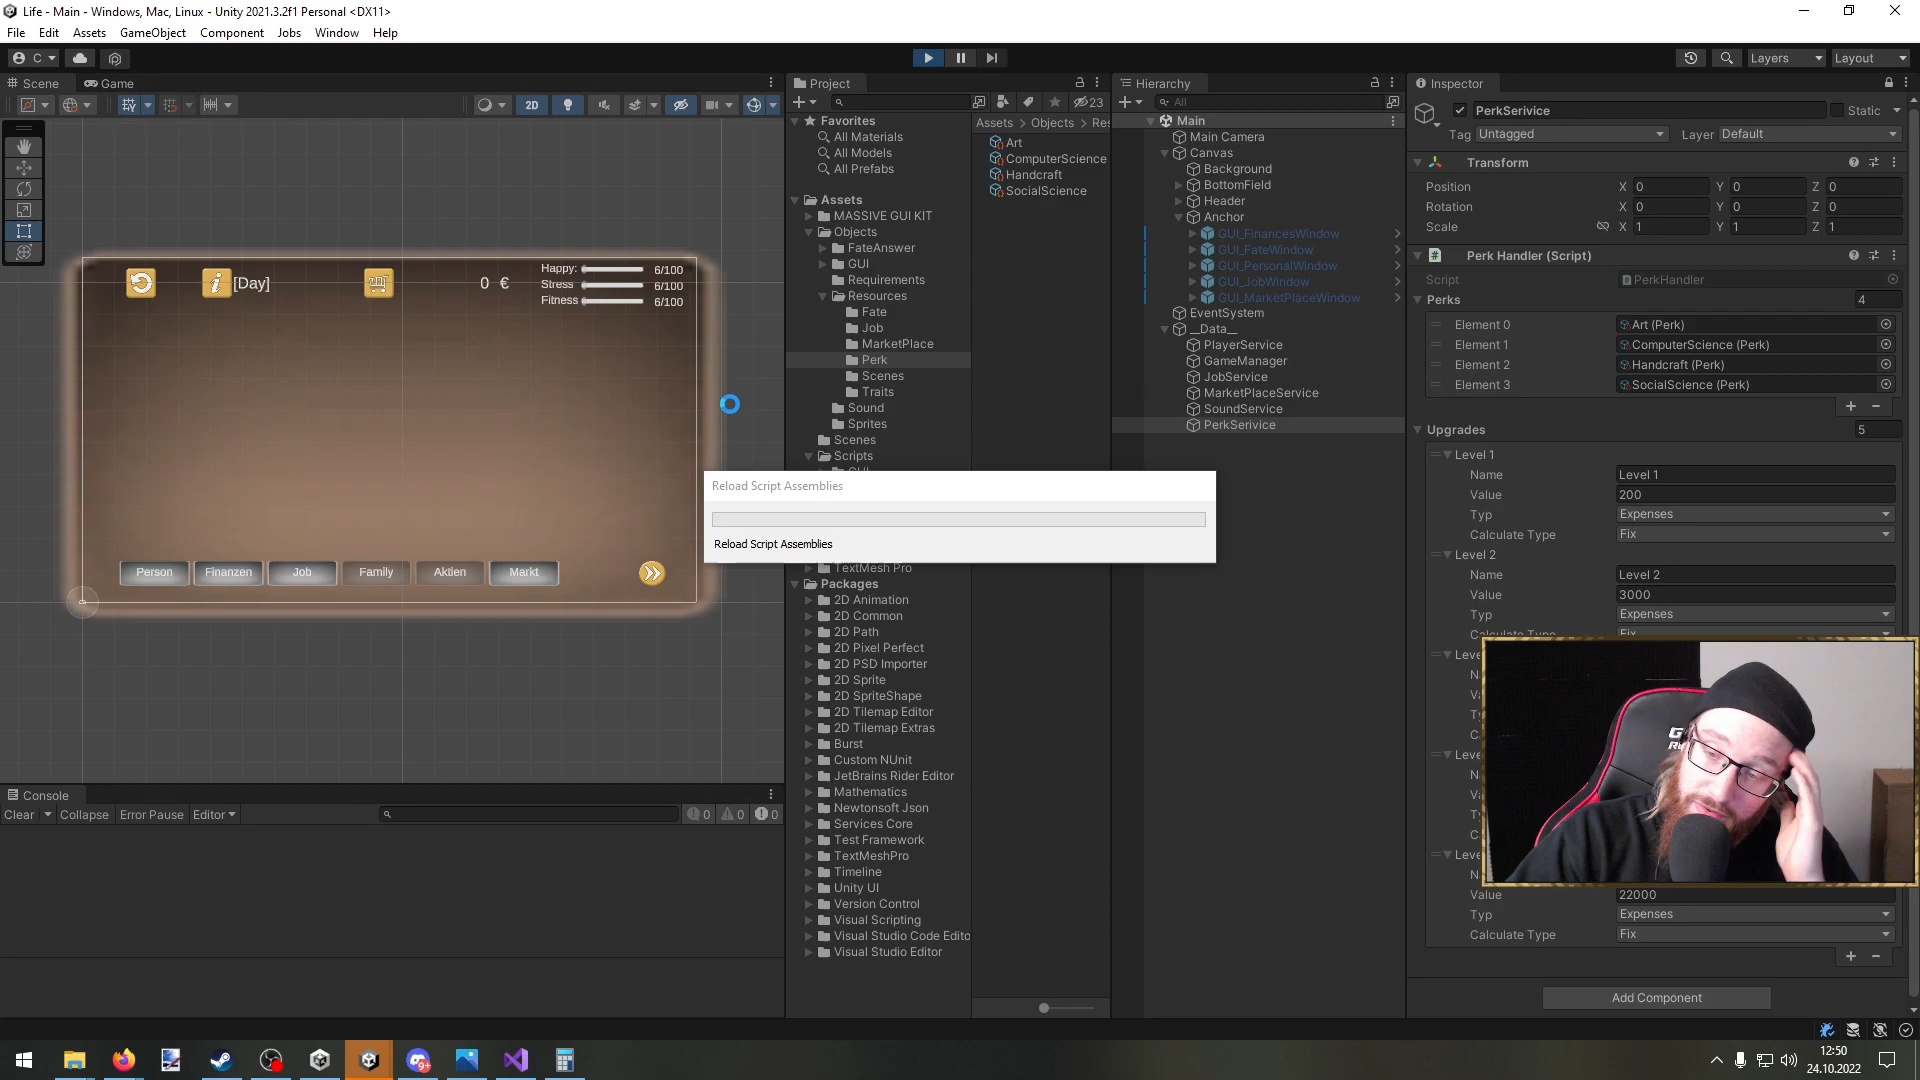 Life - Main - Windows, Mac, Linux - Unity 2021.3.2f1 Personal <DX11>
File Edit Assets GameObject Component Jobs Window Help
C Layers Layout
Scene Game
2D
[Day]
0 €
Happy: 6/100
Stress 6/100
Fitness 6/100
Person Finanzen Job Family Aktien Markt
Console
Clear Collapse Error Pause Editor 0 0 0
Project
23
Favorites
All Materials
All Models
All Prefabs
Assets
MASSIVE GUI KIT
Objects
FateAnswer
GUI
Requirements
Resources
Fate
Job
MarketPlace
Perk
Scenes
Traits
Sound
Sprites
Scenes
Scripts
TextMesh Pro
Packages
2D Animation
2D Common
2D Path
2D Pixel Perfect
2D PSD Importer
2D Sprite
2D SpriteShape
2D Tilemap Editor
2D Tilemap Extras
Burst
Custom NUnit
JetBrains Rider Editor
Mathematics
Newtonsoft Json
Services Core
Test Framework
TextMeshPro
Timeline
Unity UI
Version Control
Visual Scripting
Visual Studio Code Edito
Visual Studio Editor
Assets > Objects > Res
Art
ComputerScience
Handcraft
SocialScience
Hierarchy
All
Main
Main Camera
Canvas
Background
BottomField
Header
Anchor
GUI_FinancesWindow
GUI_FateWindow
GUI_PersonalWindow
GUI_JobWindow
GUI_MarketPlaceWindow
EventSystem
__Data__
PlayerService
GameManager
JobService
MarketPlaceService
SoundService
PerkSerivice
Reload Script Assemblies
Reload Script Assemblies
Inspector
PerkSerivice Static
Tag Untagged Layer Default
Transform
Position X 0 Y 0 Z 0
Rotation X 0 Y 0 Z 0
Scale X 1 Y 1 Z 1
Perk Handler (Script)
Script PerkHandler
Perks 4
Element 0 Art (Perk)
Element 1 ComputerScience (Perk)
Element 2 Handcraft (Perk)
Element 3 SocialScience (Perk)
Upgrades 5
Level 1
Name Level 1
Value 200
Typ Expenses
Calculate Type Fix
Level 2
Name Level 2
Value 3000
Typ Expenses
Calculate Type Fix
Value 22000
Typ Expenses
Calculate Type Fix
Add Component
9+
12:50
24.10.2022